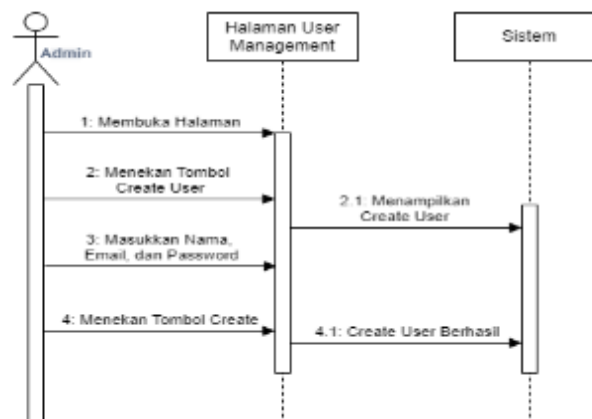 Admin
Halaman User
Management
Sistem
1: Membuka Halaman
2: Menekan Tombol
Create User
2.1: Menampilkan
Create User
3: Masukkan Nama,
Email, dan Password
4: Menekan Tombol Create
4.1: Create User Berhasil